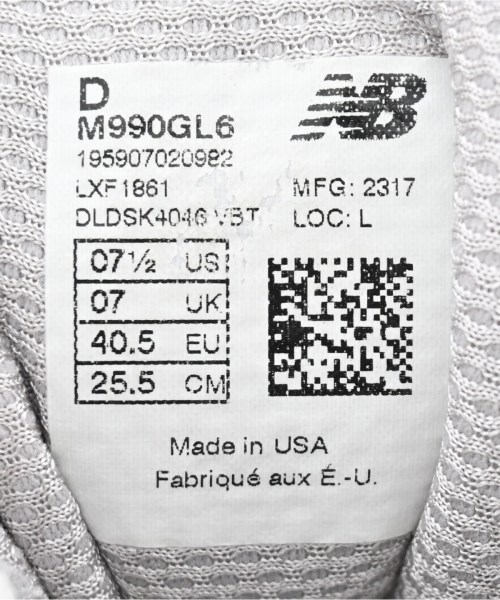 D
NB
M990GL6
195907020982
LXF1861 MFG: 2317
DLDSK4046 VBT LOC: L
07½ US
07 UK
40.5 EU
25.5 CM
Made in USA
Fabriqué aux É.-U.